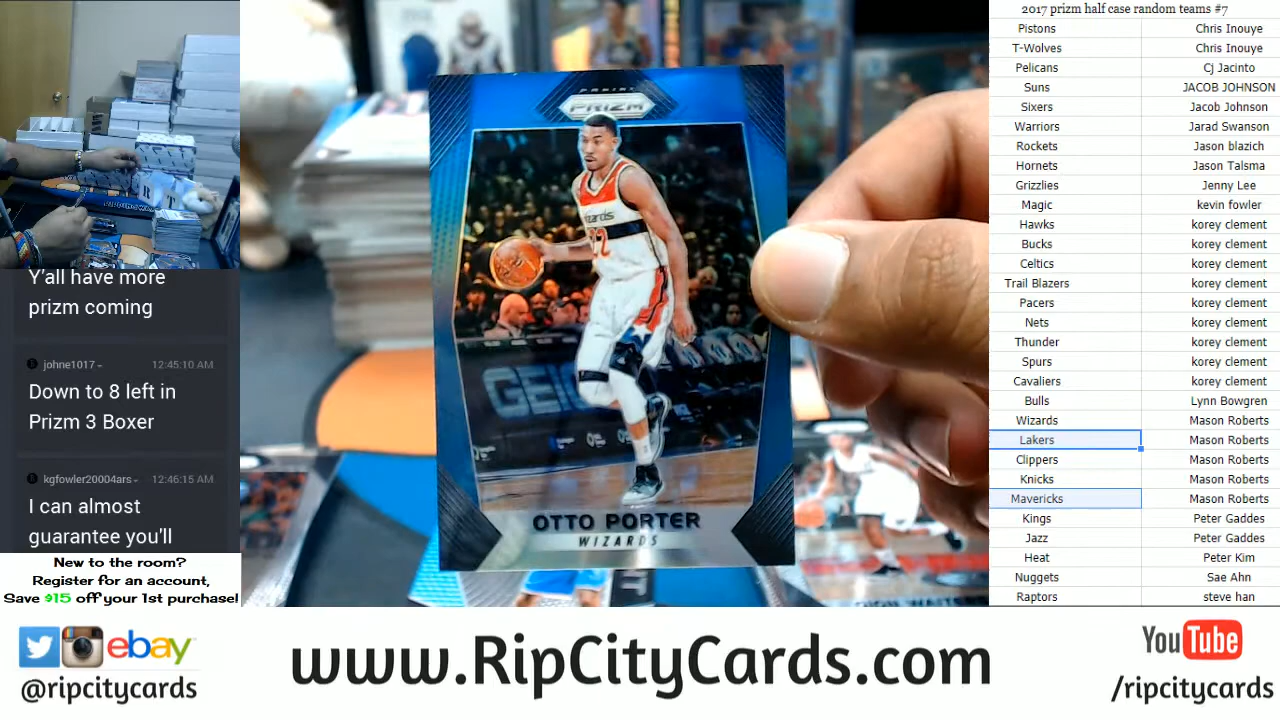 Y'all have more
prizm coming
johne1017
12:45:10 AM
Down to 8 left in
Prizm 3 Boxer
kgfowler20004ars
12:46:15 AM
I can almost
guarantee you'll
New to the room?
Register for an account,
Save $15 off your 1st purchase!
PANINI
PRIZM
Wizards
22
GEIC
OTTO PORTER
WIZARDS
2017 prizm half case random teams #7
Pistons Chris Inouye
T-Wolves Chris Inouye
Pelicans Cj Jacinto
Suns JACOB JOHNSON
Sixers Jacob Johnson
Warriors Jarad Swanson
Rockets Jason blazich
Hornets Jason Talsma
Grizzlies Jenny Lee
Magic kevin fowler
Hawks korey clement
Bucks korey clement
Celtics korey clement
Trail Blazers korey clement
Pacers korey clement
Nets korey clement
Thunder korey clement
Spurs korey clement
Cavaliers korey clement
Bulls Lynn Bowgren
Wizards Mason Roberts
Lakers Mason Roberts
Clippers Mason Roberts
Knicks Mason Roberts
Mavericks Mason Roberts
Kings Peter Gaddes
Jazz Peter Gaddes
Heat Peter Kim
Nuggets Sae Ahn
Raptors steve han
ebay
@ripcitycards
www.RipCityCards.com
YouTube
/ripcitycards